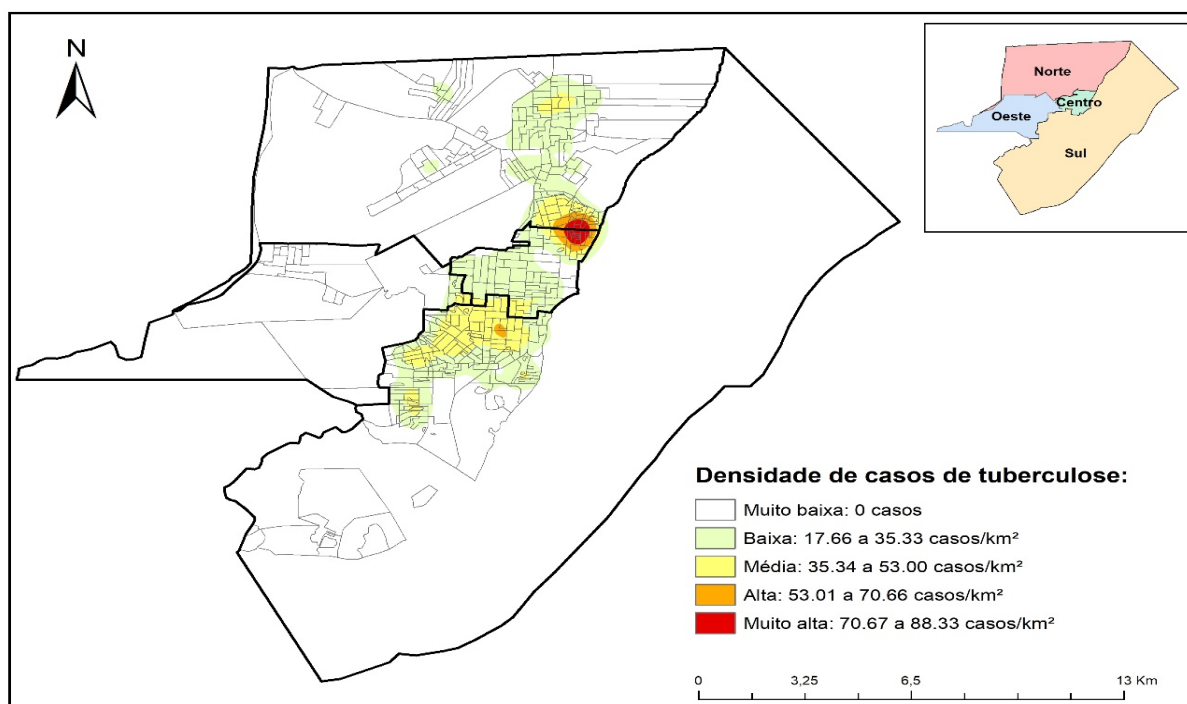 N
Norte
Centro
Oeste
Sul
Densidade de casos de tuberculose:
Muito baixa: 0 casos
Baixa: 17.66 a 35.33 casos/km²
Média: 35.34 a 53.00 casos/km²
Alta: 53.01 a 70.66 casos/km²
Muito alta: 70.67 a 88.33 casos/km²
0 3,25 6,5 13 Km